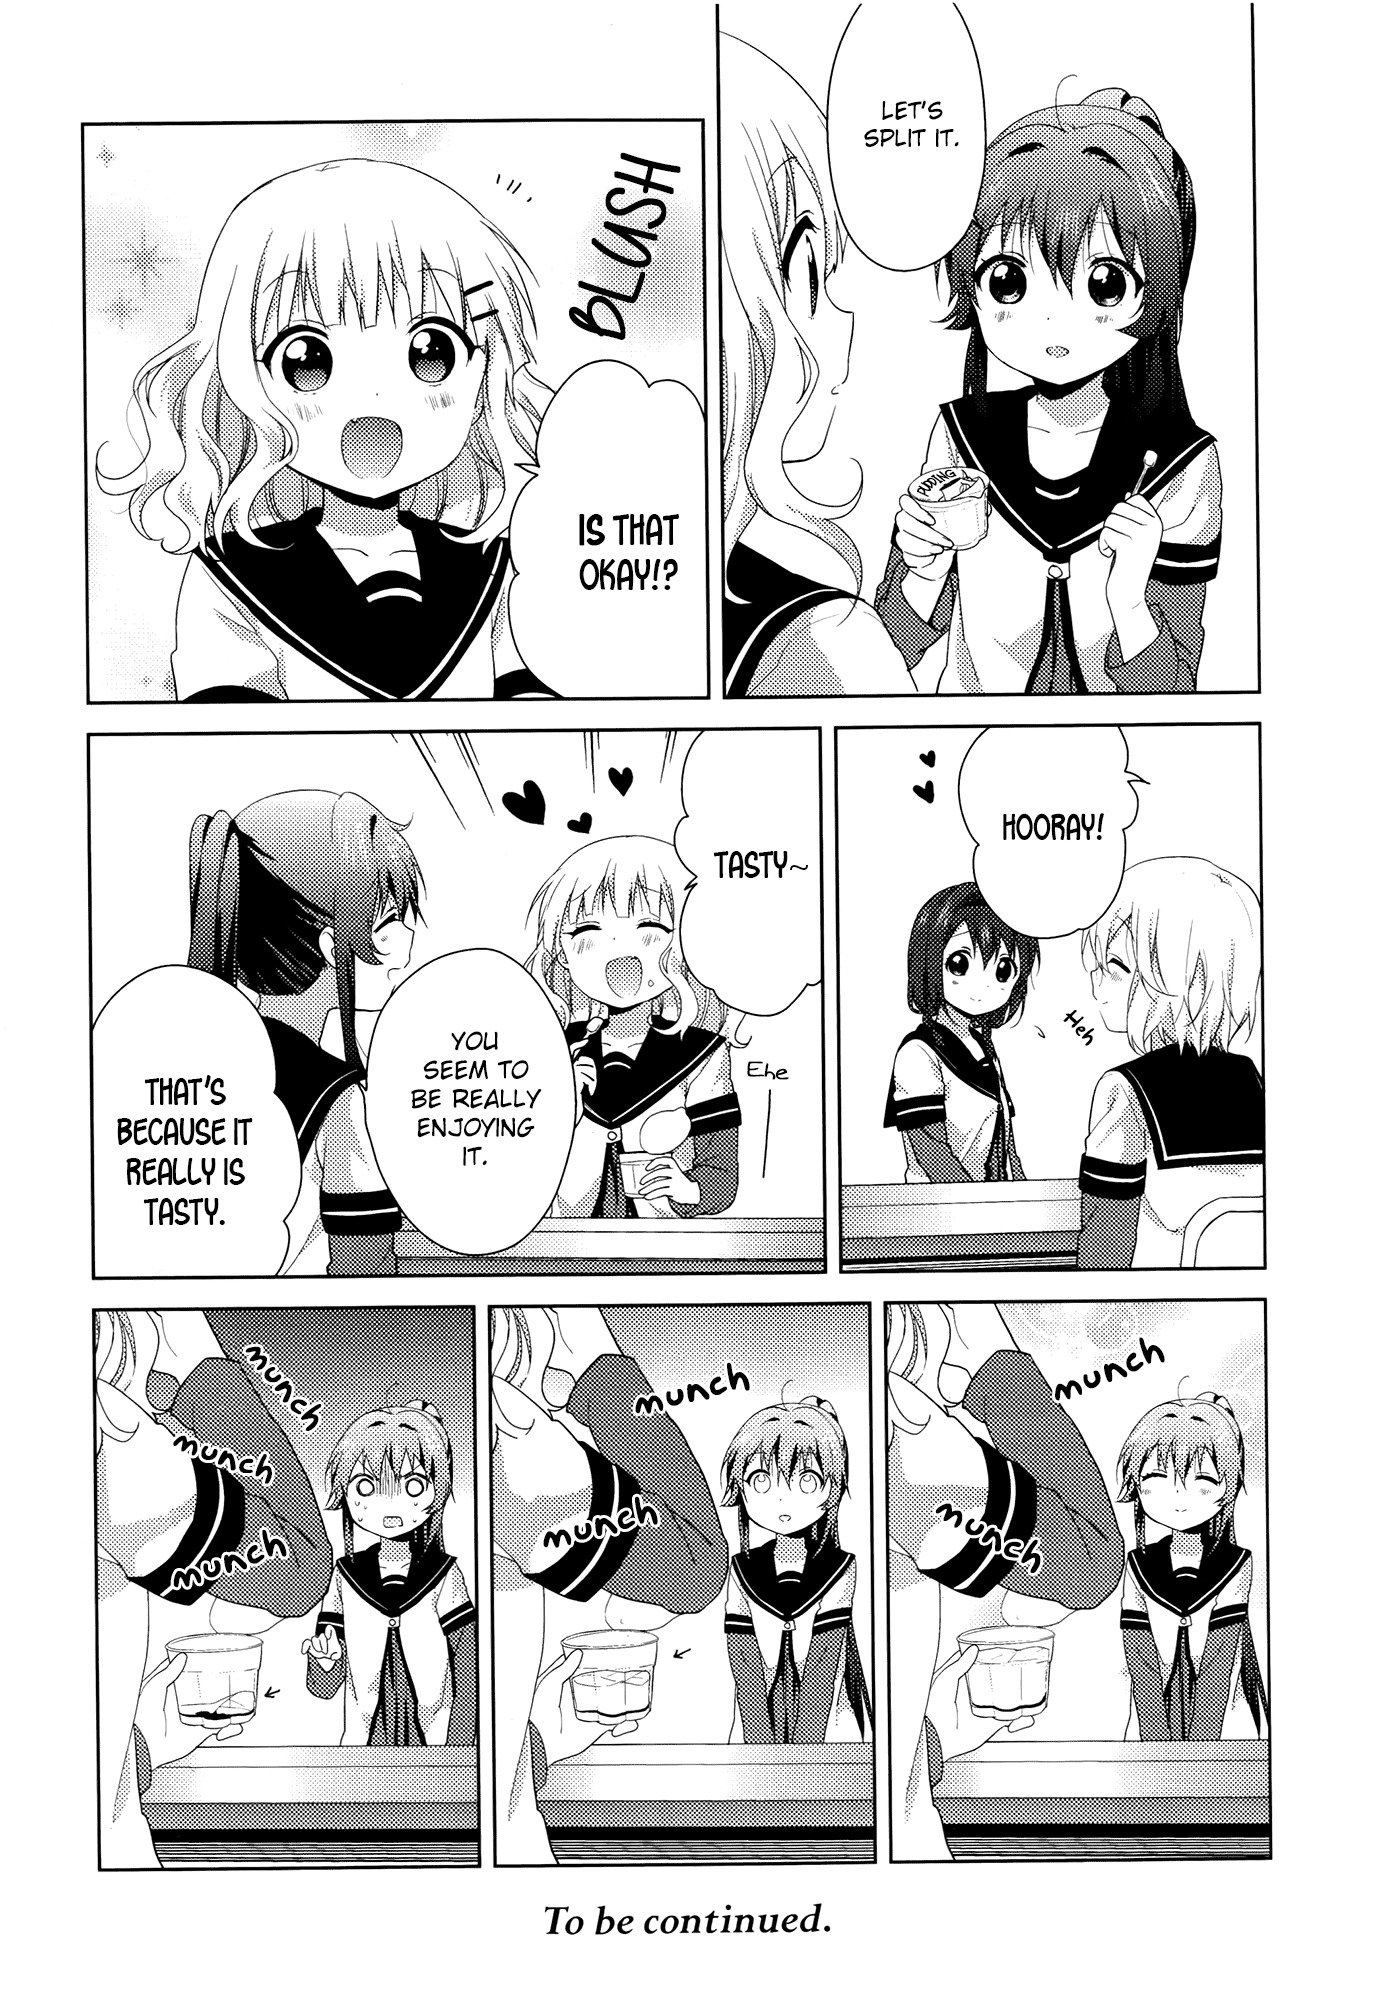 LET'S
SPLIT IT.
PUDDING
BLUSH
IS THAT
OKAY!?
HOORAY!
Heh
TASTY~
Ehe
YOU
SEEM TO
BE REALLY
ENJOYING
IT.
THAT'S
BECAUSE IT
REALLY IS
TASTY.
munch
munch
munch
munch
munch
munch
munch
To be continued.